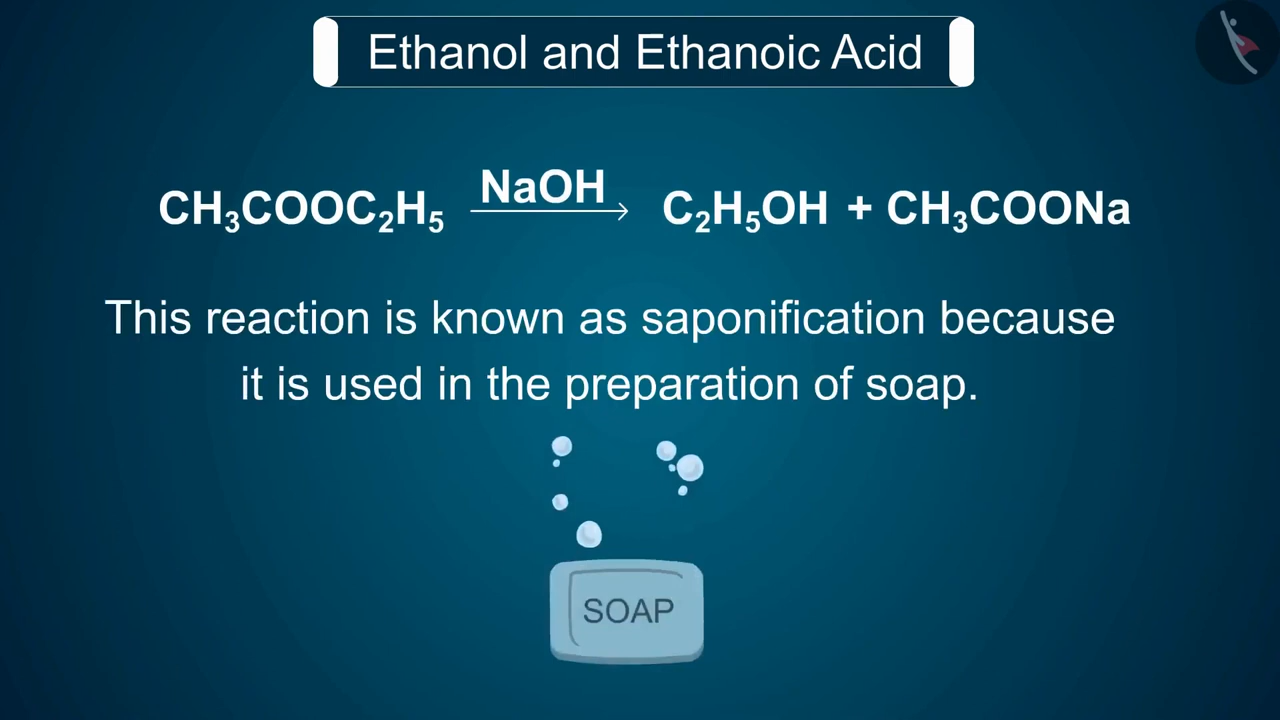 Ethanol and Ethanoic Acid
NaOH
CH₃COOC₂H₅ → C₂H₅OH + CH₃COONa
This reaction is known as saponification because
it is used in the preparation of soap.
SOAP